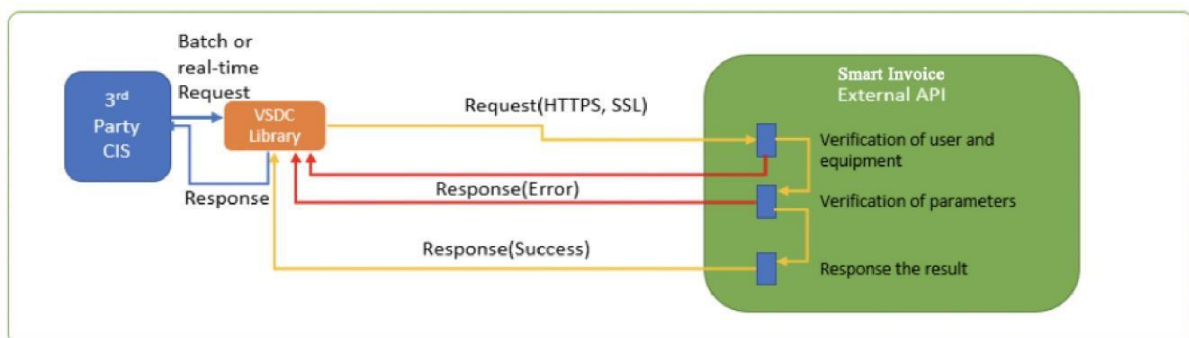 Batch or
real-time
Request
3rd
Party
CIS
VSDC
Library
Response
Request(HTTPS, SSL)
Response(Error)
Response(Success)
Smart Invoice
External API
Verification of user and
equipment
Verification of parameters
Response the result